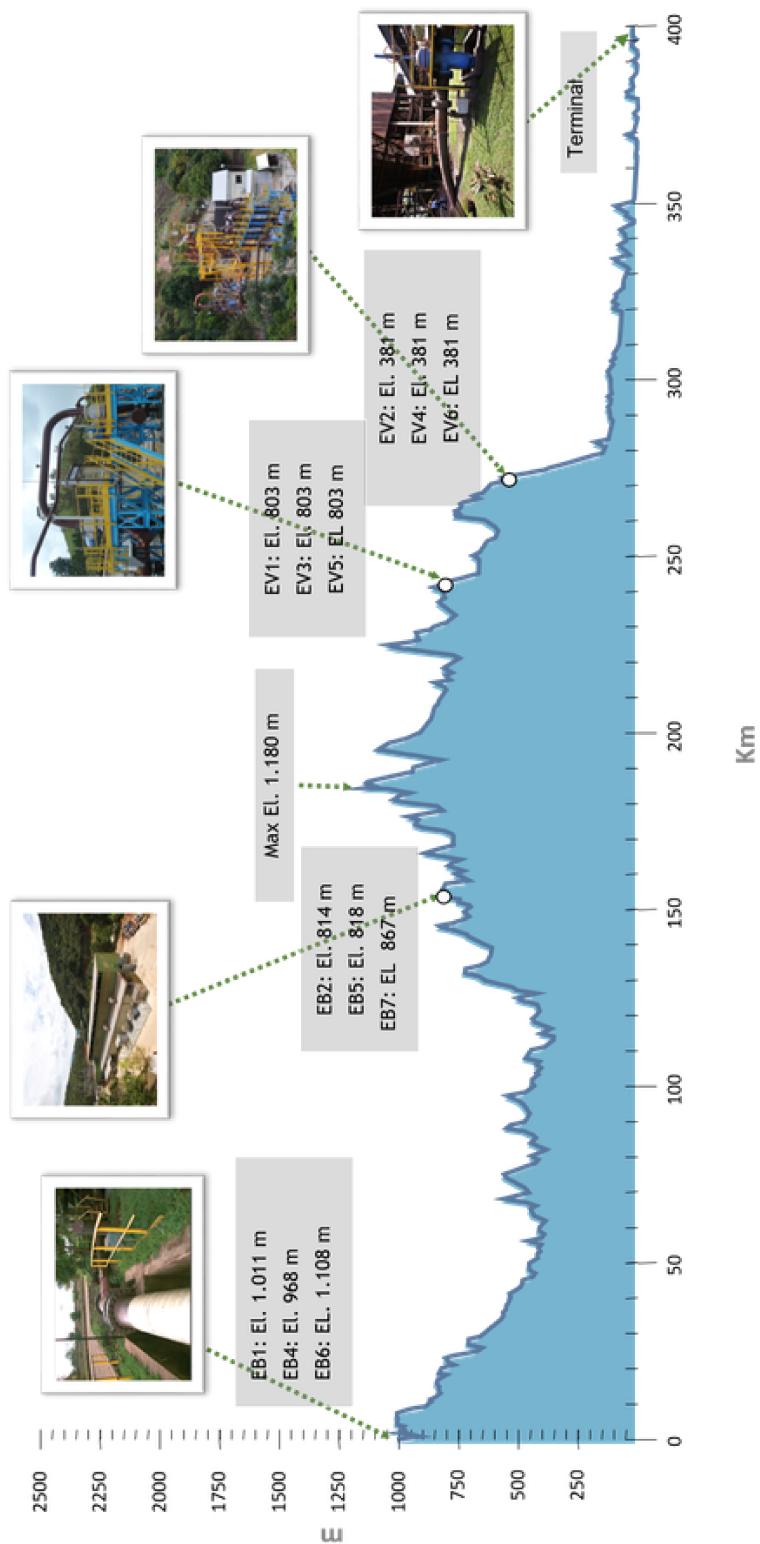 2500
2250
2000
1750
1500
1250
1000
750
500
250
m
EB1: El. 1.011 m
EB4: El. 968 m
EB6: EL. 1.108 m
EB2: El. 814 m
EB5: El. 818 m
EB7: EL 867 m
Max El. 1.180 m
EV1: El. 803 m
EV3: El. 803 m
EV5: EL 803 m
EV2: El. 381 m
EV4: El. 381 m
EV6: EL 381 m
Terminal
0
50
100
150
200
250
300
350
400
Km